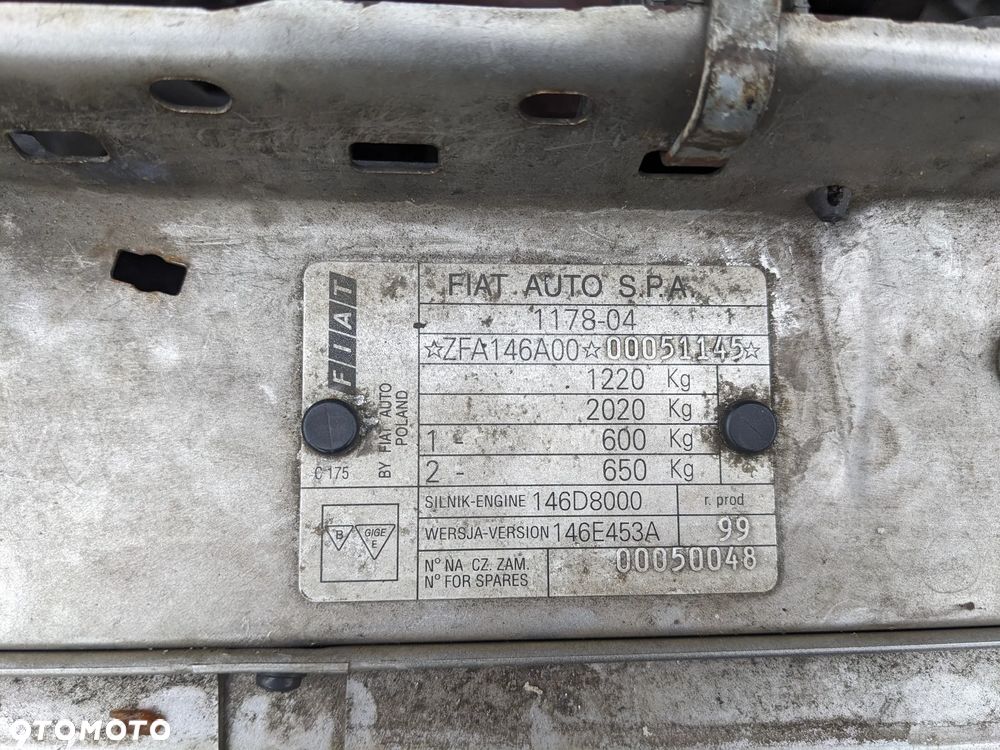 FIAT
FIAT AUTO S.P.A.
1178-04
☆ZFA146A00☆00051145☆
1220 Kg
2020 Kg
1 - 600 Kg
2 - 650 Kg
C 175
BY FIAT AUTO
POLAND
SILNIK-ENGINE 146D8000 r. prod
WERSJA-VERSION 146E453A 99
B
GIGE
E
N° NA CZ. ZAM. 00050048
N° FOR SPARES
OTOMOTO